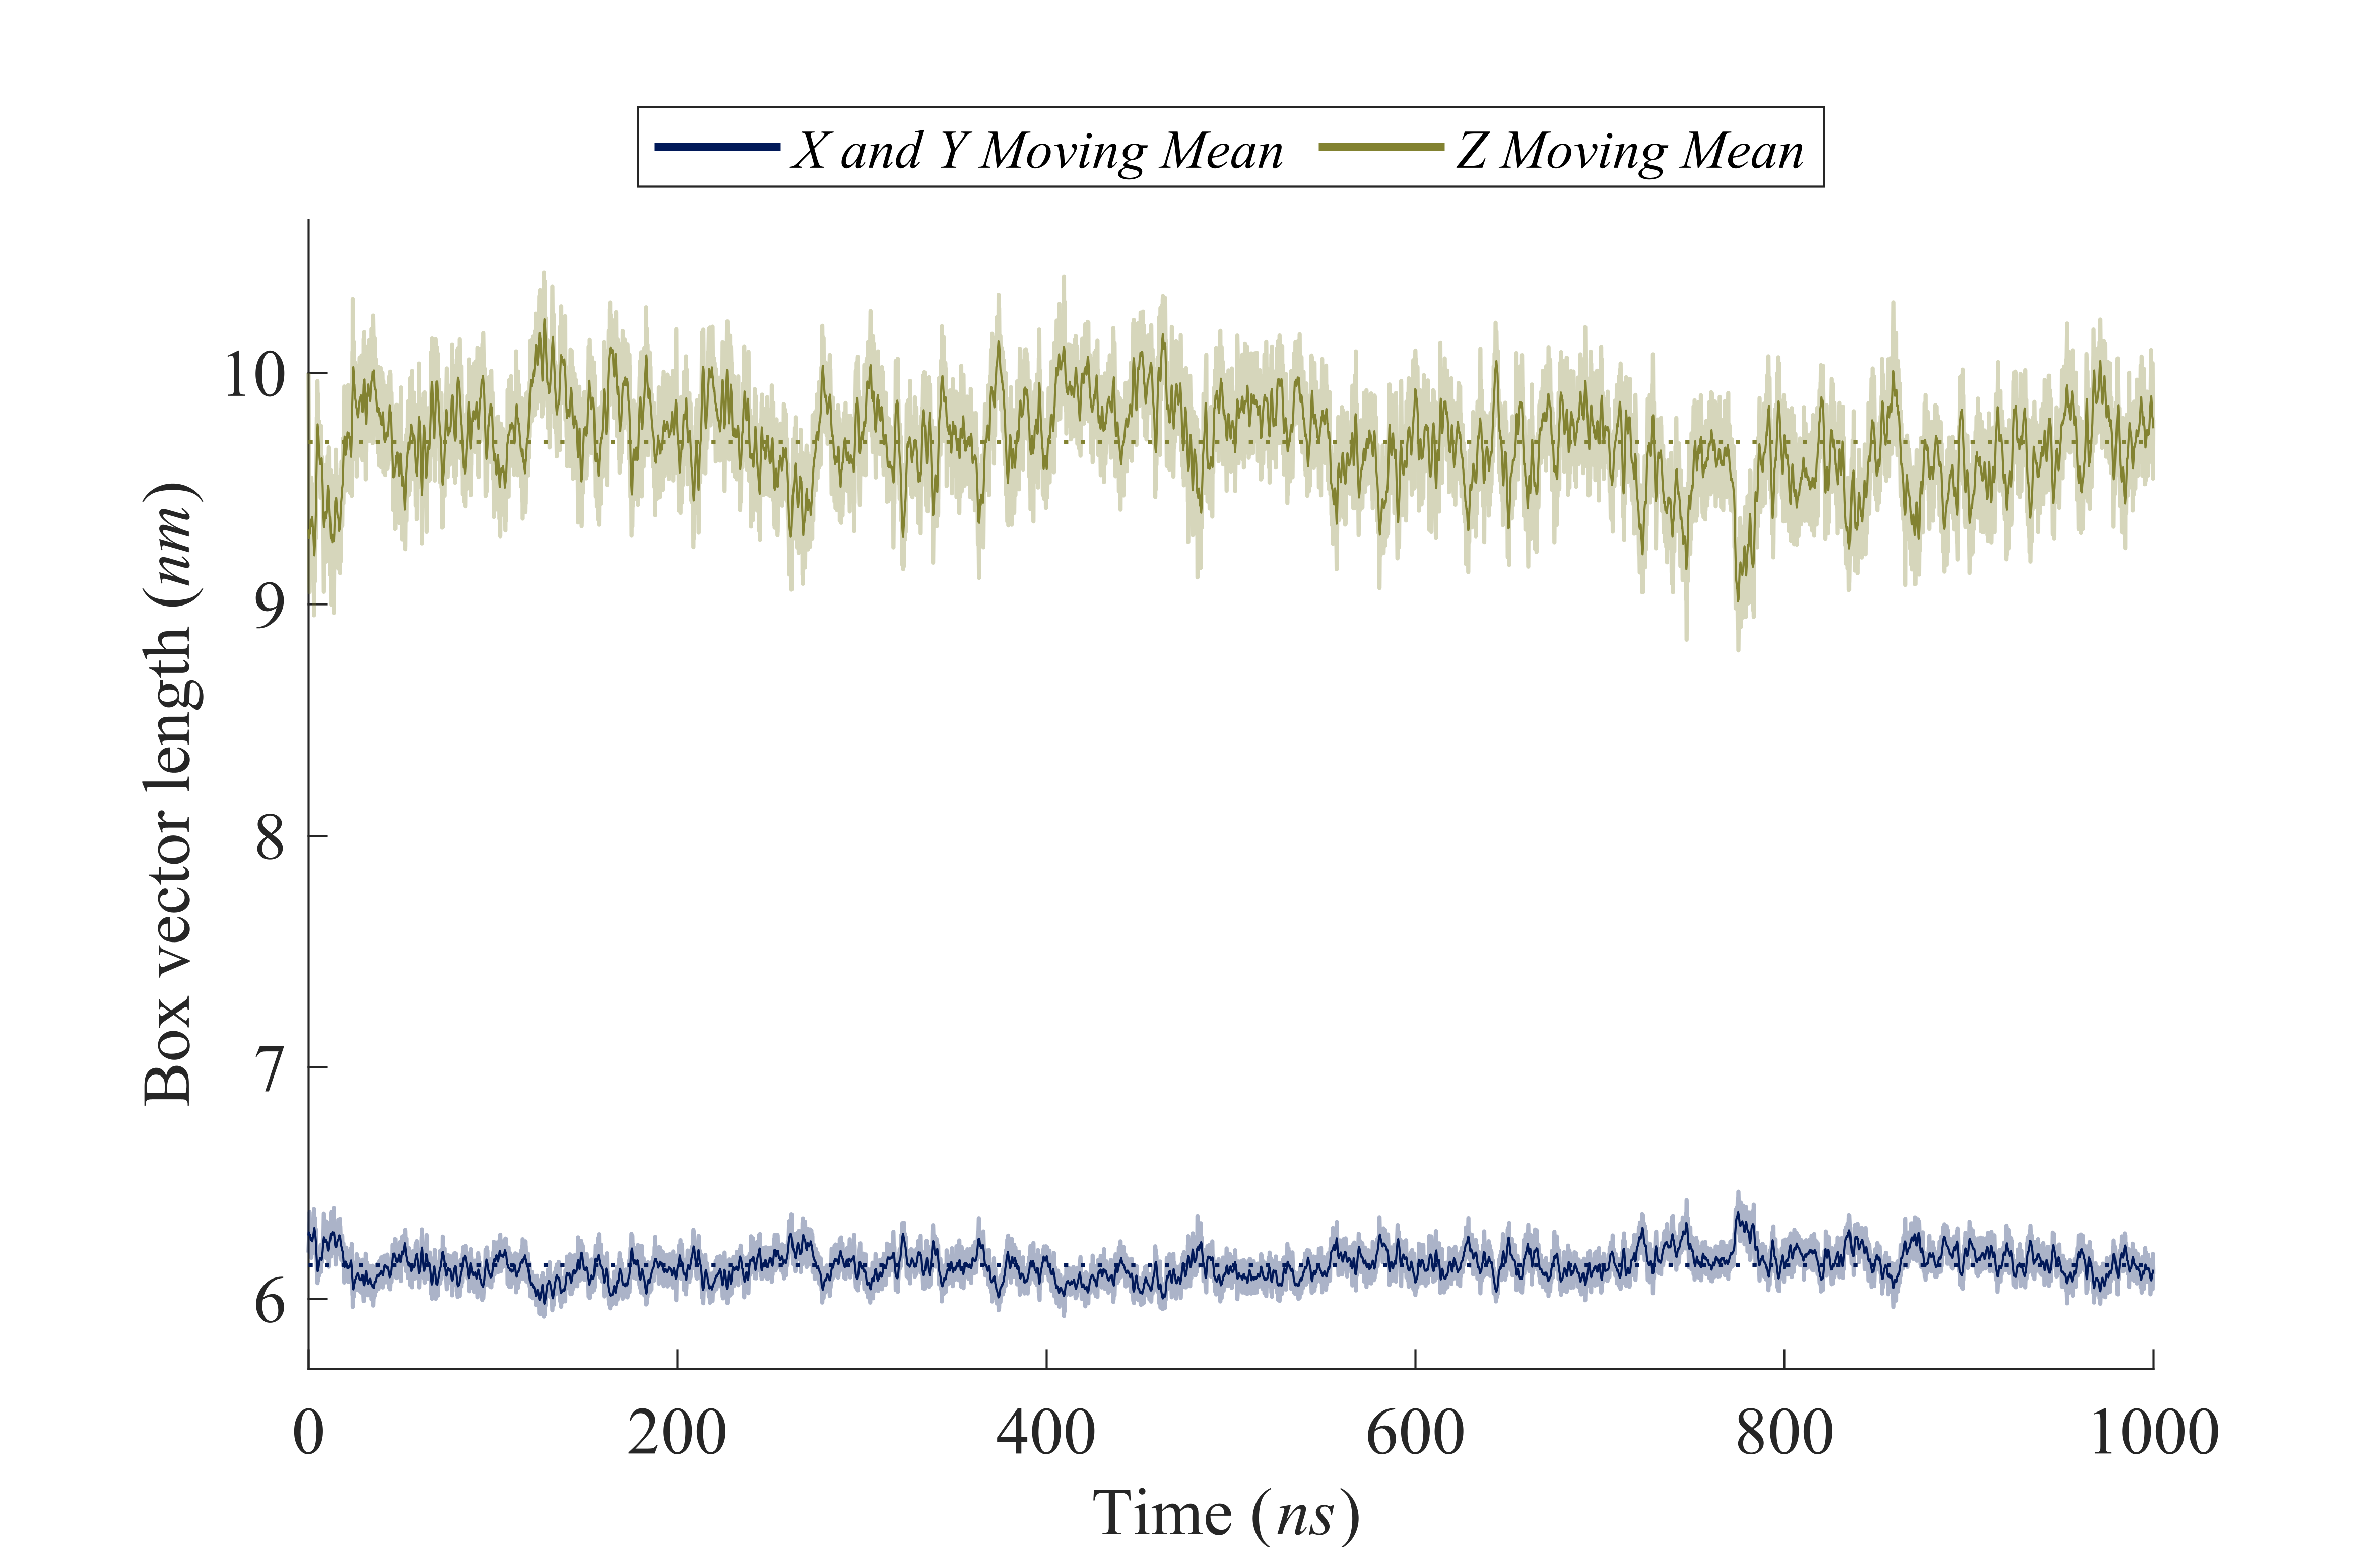 X and Y Moving Mean Z Moving Mean
Box vector length (nm)
10
9
8
7
6
0 200 400 600 800 1000
Time (ns)